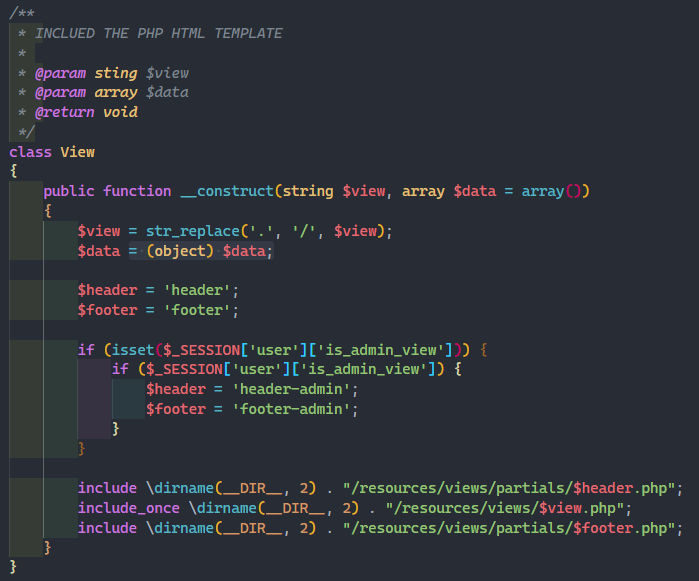 /**
 * INCLUED THE PHP HTML TEMPLATE
 *
 * @param sting $view
 * @param array $data
 * @return void
 */
class View
{
    public function __construct(string $view, array $data = array())
    {
        $view = str_replace('.', '/', $view);
        $data = (object) $data;

        $header = 'header';
        $footer = 'footer';

        if (isset($_SESSION['user']['is_admin_view'])) {
            if ($_SESSION['user']['is_admin_view']) {
                $header = 'header-admin';
                $footer = 'footer-admin';
            }
        }

        include \dirname(__DIR__, 2) . "/resources/views/partials/$header.php";
        include_once \dirname(__DIR__, 2) . "/resources/views/$view.php";
        include \dirname(__DIR__, 2) . "/resources/views/partials/$footer.php";
    }
}